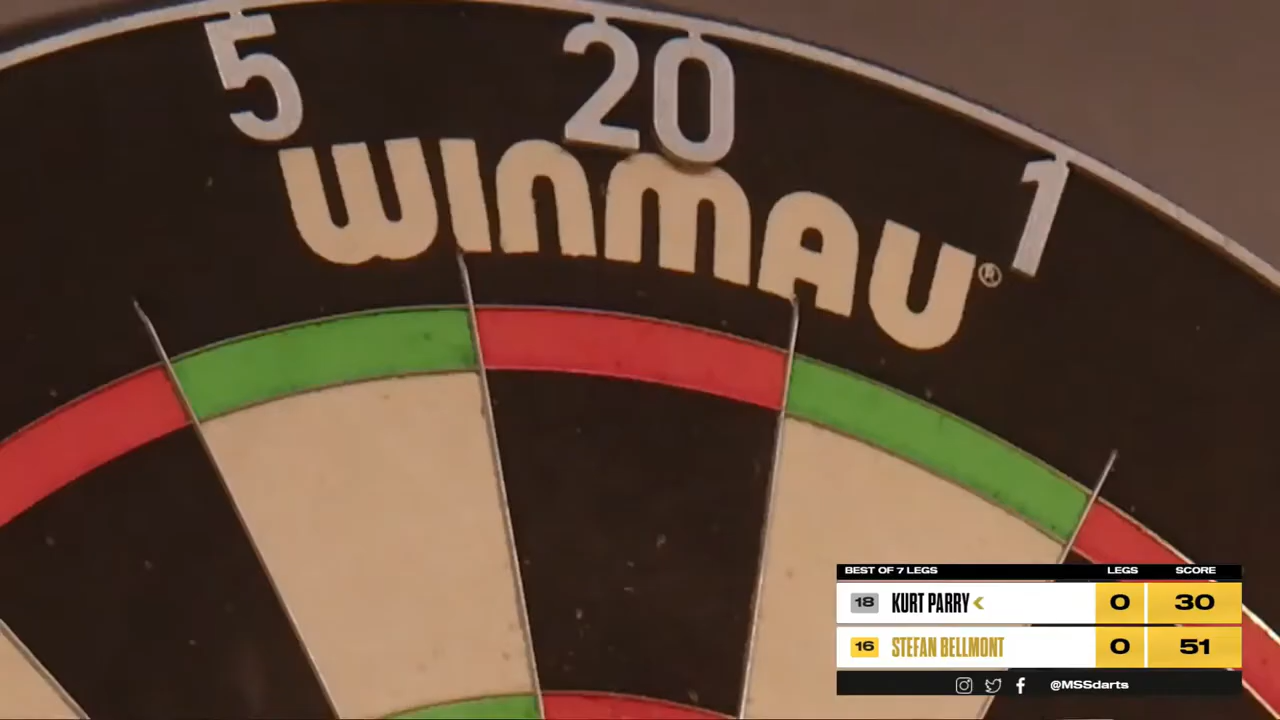 5 20 1
WINMAU®
BEST OF 7 LEGS LEGS SCORE
18 KURT PARRY 0 30
16 STEFAN BELLMONT 0 51
@MSSdarts